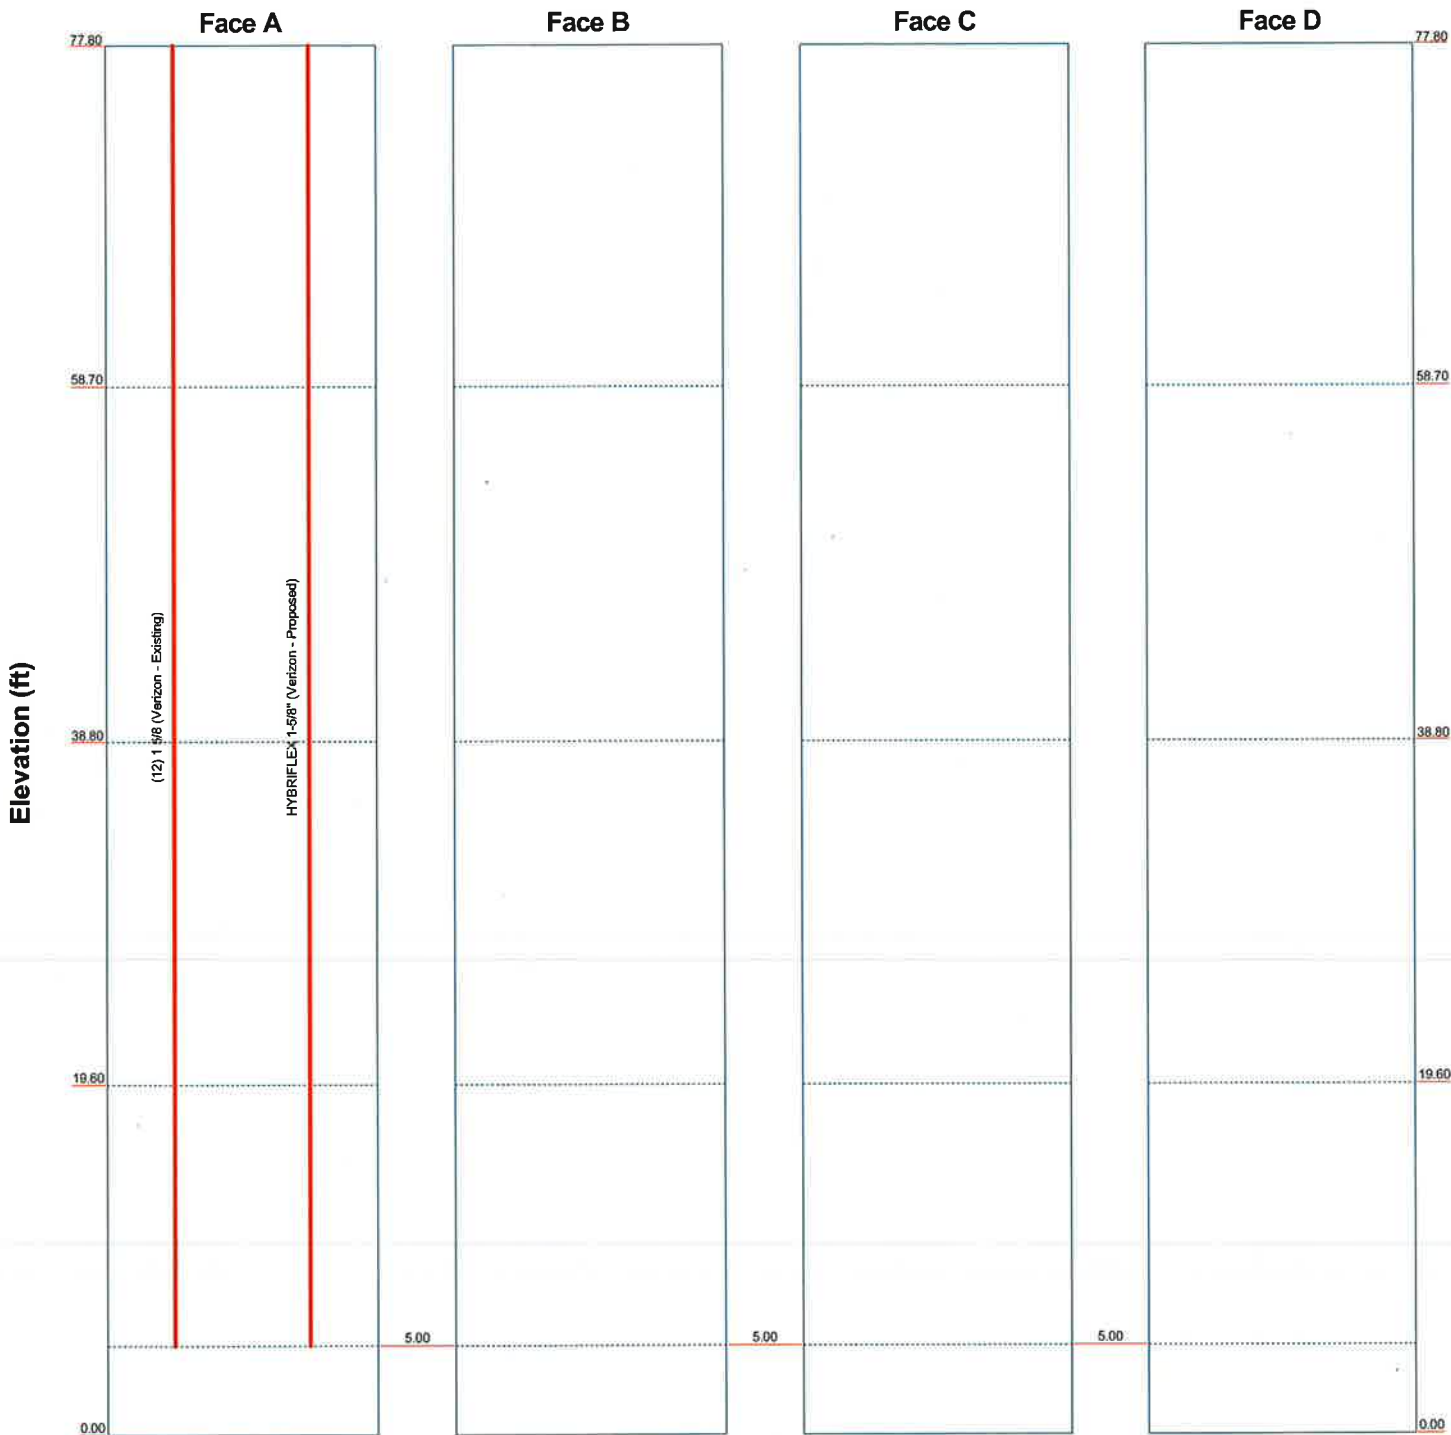 Face A
Face B
Face C
Face D
77.80
77.80
58.70
58.70
(12) 1 5/8 (Verizon - Existing)
HYBRIFLEX 1-5/8" (Verizon - Proposed)
Elevation (ft)
38.80
38.80
19.60
19.60
5.00
5.00
5.00
0.00
0.00